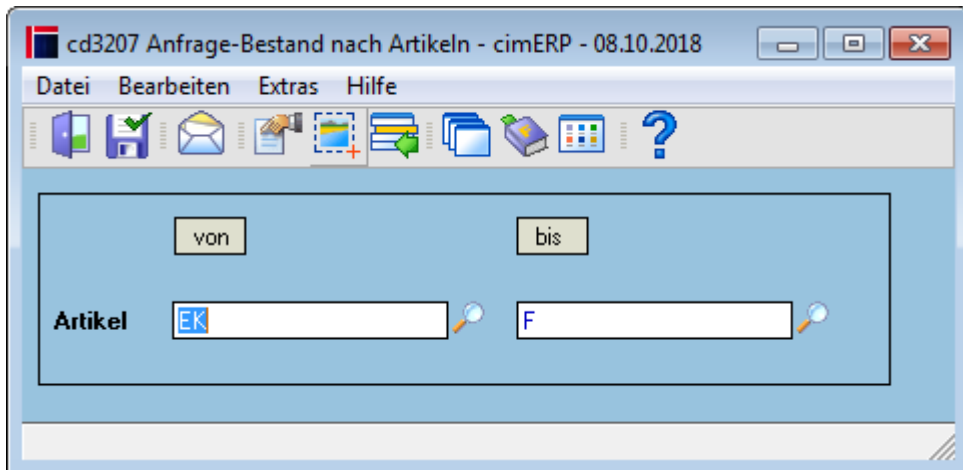 cd3207 Anfrage-Bestand nach Artikeln - cimERP - 08.10.2018
Datei Bearbeiten Extras Hilfe
von bis
Artikel EK F